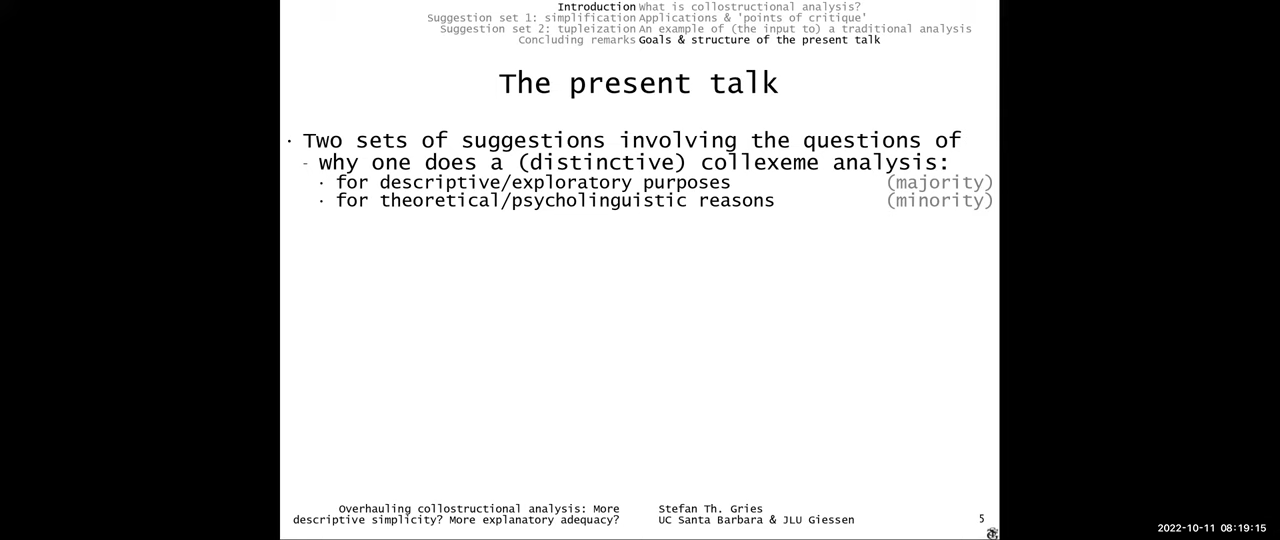 Introduction What is collostructional analysis?
Suggestion set 1: simplification Applications & 'points of critique'
Suggestion set 2: tupleization An example of (the input to) a traditional analysis
Concluding remarks Goals & structure of the present talk
The present talk
· Two sets of suggestions involving the questions of
- why one does a (distinctive) collexeme analysis:
· for descriptive/exploratory purposes (majority)
· for theoretical/psycholinguistic reasons (minority)
Overhauling collostructional analysis: More
descriptive simplicity? More explanatory adequacy?
Stefan Th. Gries
UC Santa Barbara & JLU Giessen
5
2022-10-11 08:19:15